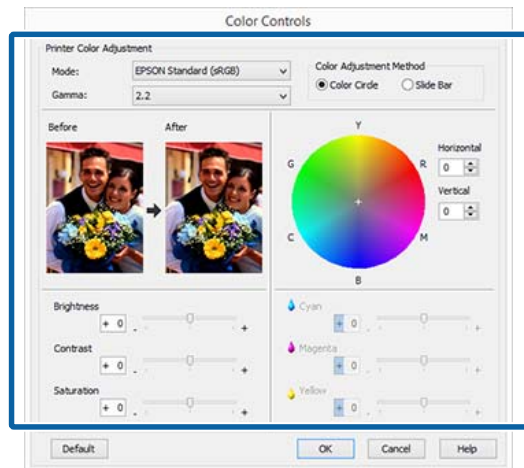 Color Controls
Printer Color Adjustment
Mode: EPSON Standard (sRGB)
Gamma: 2.2
Color Adjustment Method
Color Circle Slide Bar
Before After
Y
G R
C M
B
Horizontal
0
Vertical
0
Brightness
+ 0 - +
Contrast
+ 0 - +
Saturation
+ 0 - +
Cyan
+ 0 - +
Magenta
+ 0 - +
Yellow
+ 0 - +
Default OK Cancel Help